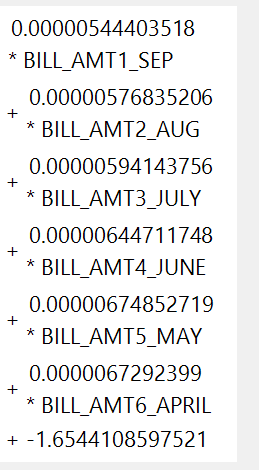 0.00000544403518
* BILL_AMT1_SEP
+ 0.00000576835206
* BILL_AMT2_AUG
+ 0.00000594143756
* BILL_AMT3_JULY
+ 0.00000644711748
* BILL_AMT4_JUNE
+ 0.00000674852719
* BILL_AMT5_MAY
+ 0.0000067292399
* BILL_AMT6_APRIL
+ -1.6544108597521